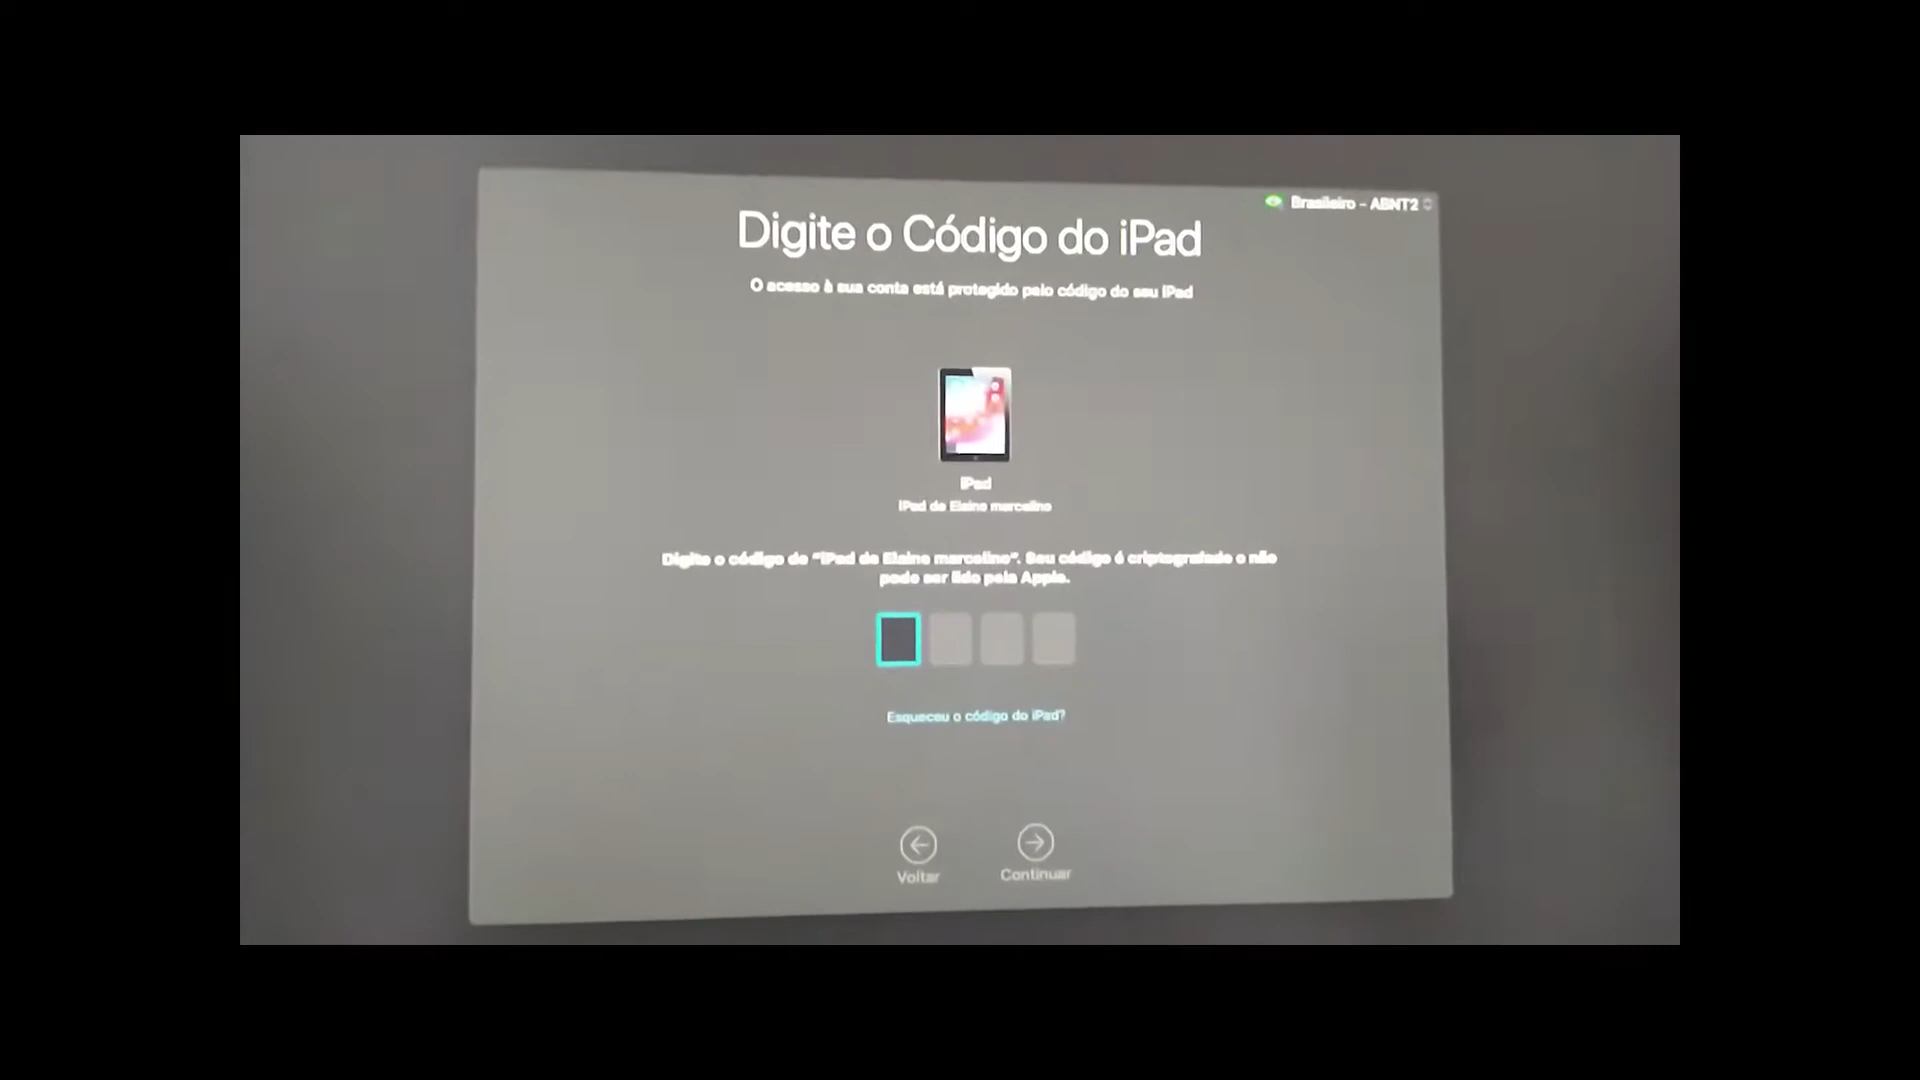 Brasileiro - ABNT2
Digite o Código do iPad
O acesso à sua conta está protegido pelo código do seu iPad
iPad
iPad de Elaine marcelino
Digite o código de “iPad de Elaine marcelino”. Seu código é criptografado e não
pode ser lido pela Apple.
Esqueceu o código do iPad?
Voltar
Continuar